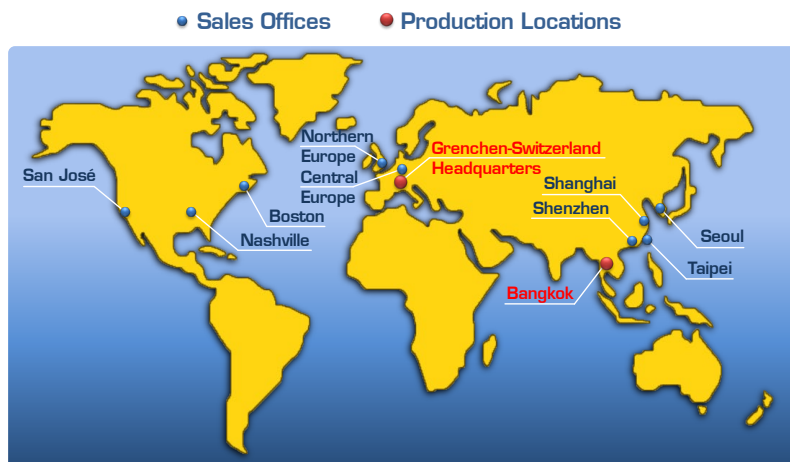 Sales Offices
Production Locations
Northern
Europe
Central
Europe
Grenchen-Switzerland
Headquarters
San José
Boston
Nashville
Shanghai
Shenzhen
Seoul
Taipei
Bangkok